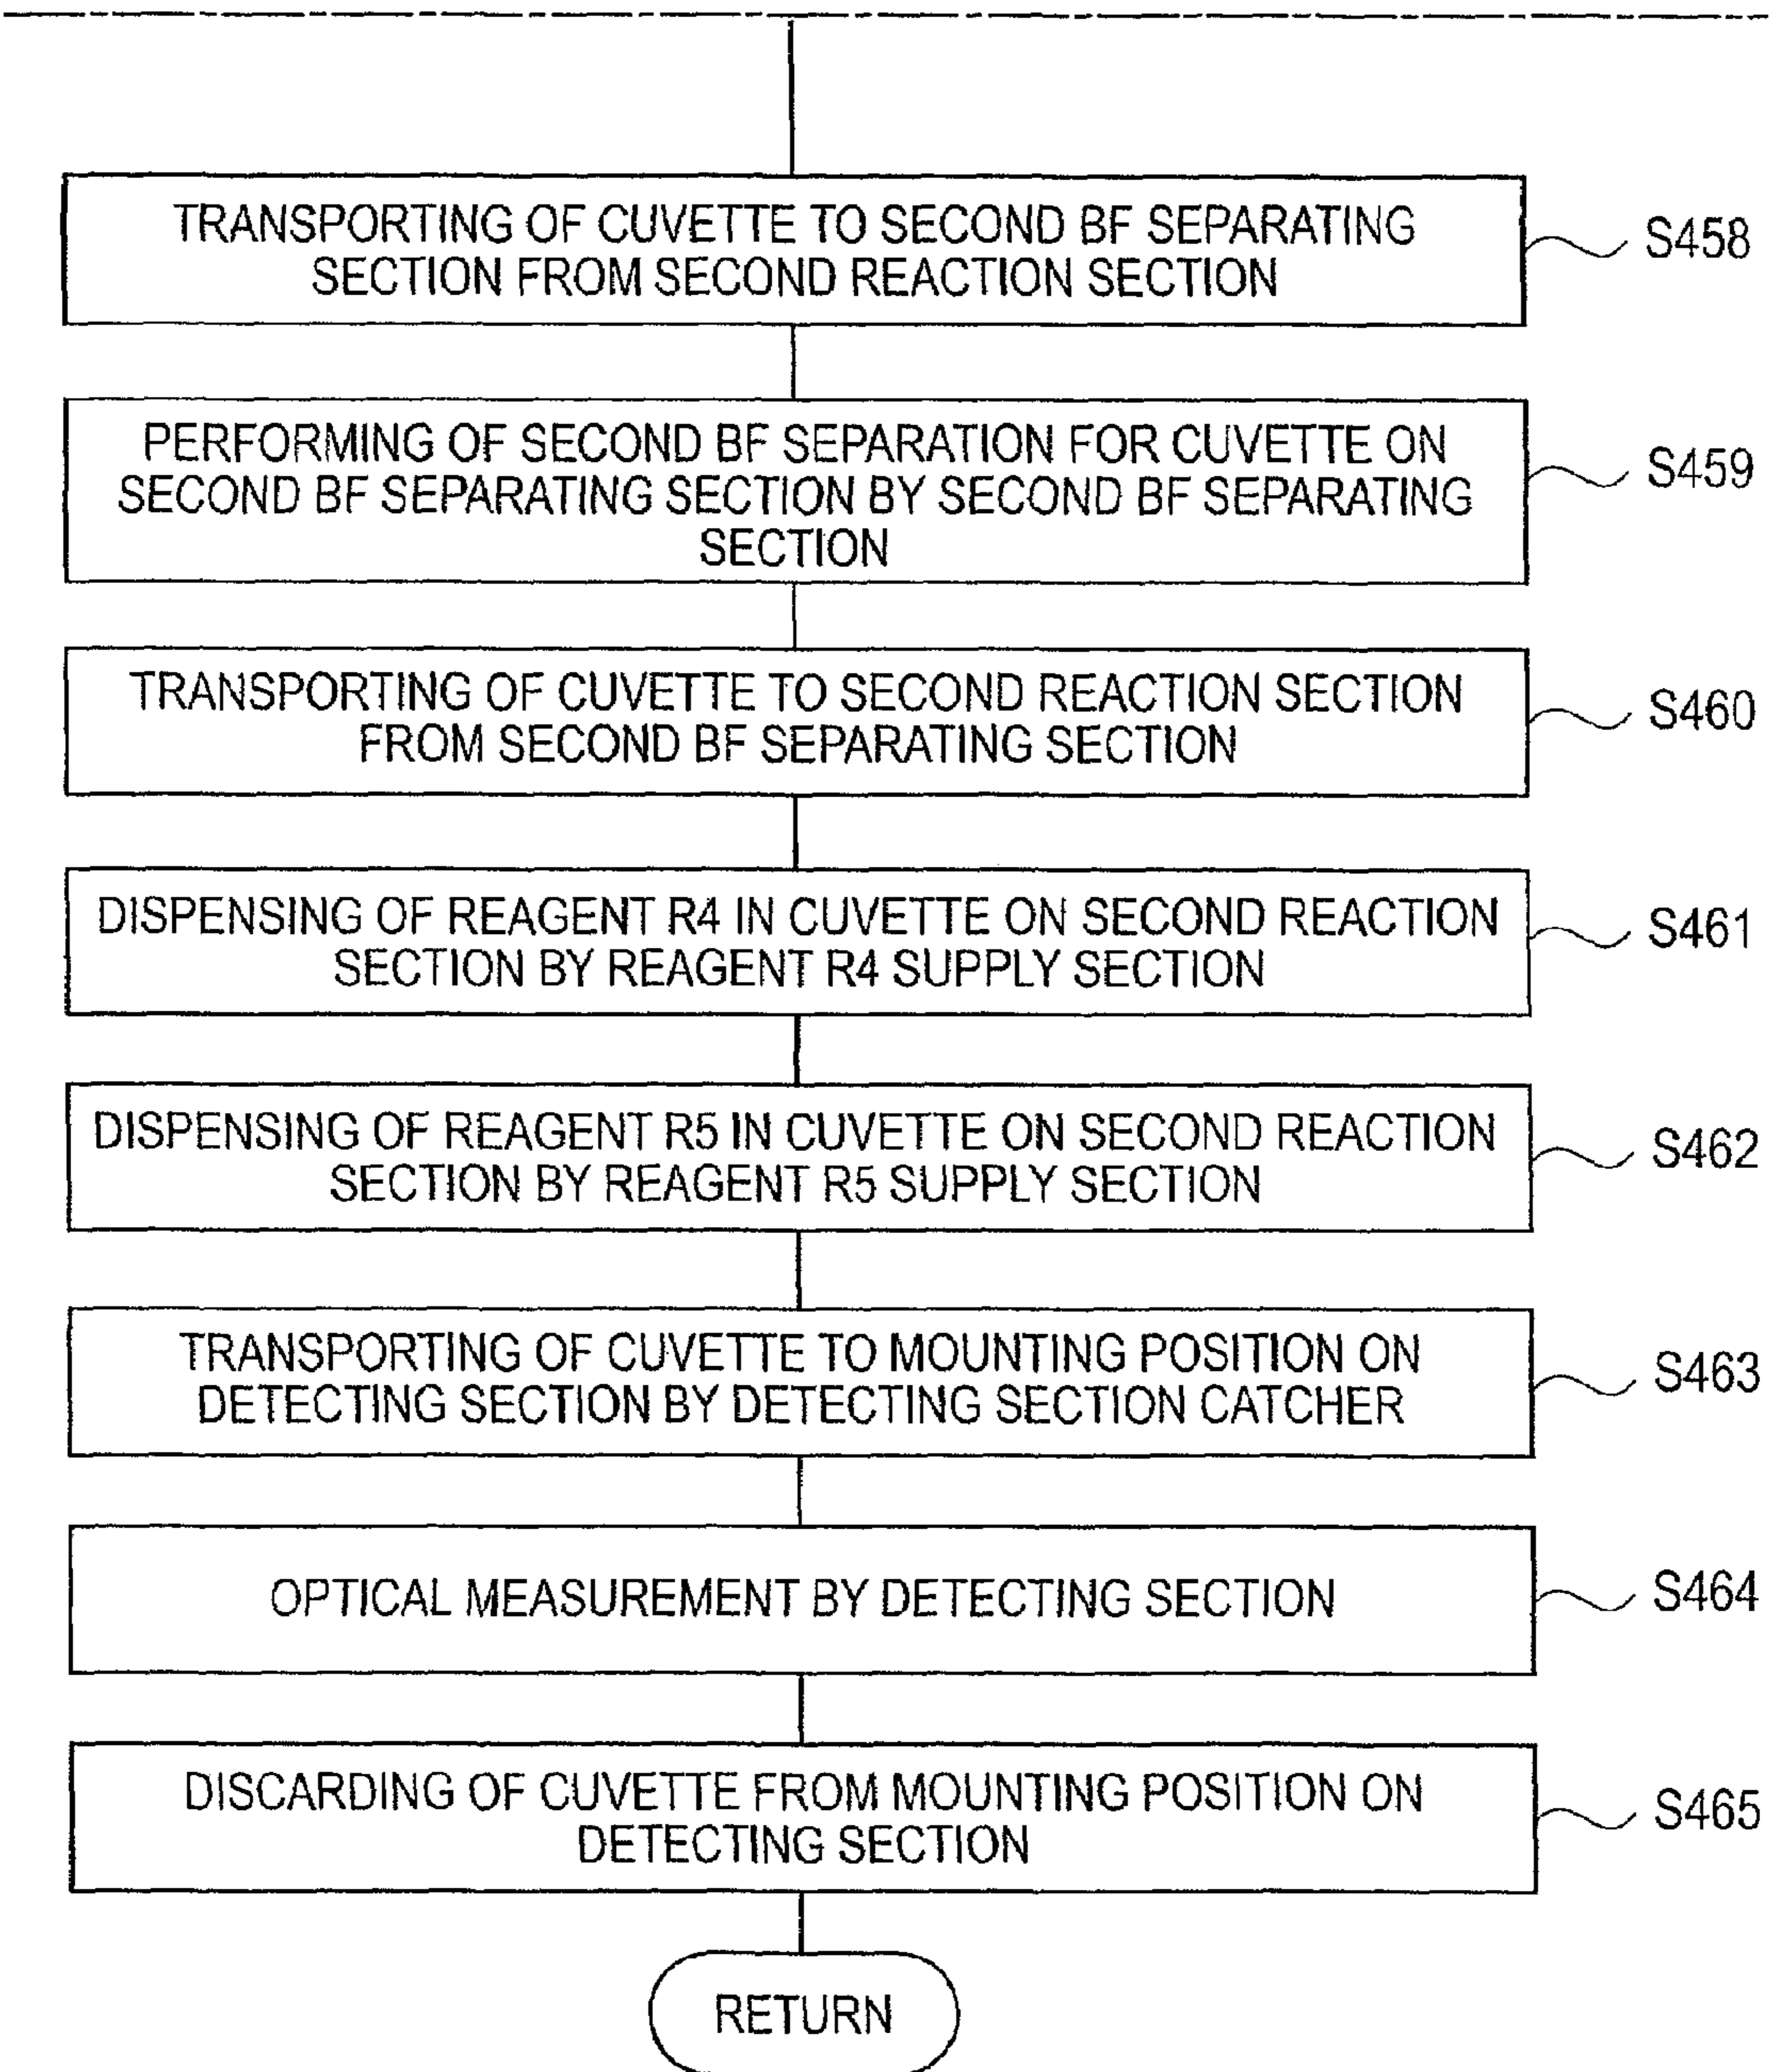 TRANSPORTING OF CUVETTE TO SECOND BF SEPARATING
SECTION FROM SECOND REACTION SECTION
S458
PERFORMING OF SECOND BF SEPARATION FOR CUVETTE ON
SECOND BF SEPARATING SECTION BY SECOND BF SEPARATING
SECTION
S459
TRANSPORTING OF CUVETTE TO SECOND REACTION SECTION
FROM SECOND BF SEPARATING SECTION
S460
DISPENSING OF REAGENT R4 IN CUVETTE ON SECOND REACTION
SECTION BY REAGENT R4 SUPPLY SECTION
S461
DISPENSING OF REAGENT R5 IN CUVETTE ON SECOND REACTION
SECTION BY REAGENT R5 SUPPLY SECTION
S462
TRANSPORTING OF CUVETTE TO MOUNTING POSITION ON
DETECTING SECTION BY DETECTING SECTION CATCHER
S463
OPTICAL MEASUREMENT BY DETECTING SECTION
S464
DISCARDING OF CUVETTE FROM MOUNTING POSITION ON
DETECTING SECTION
S465
RETURN